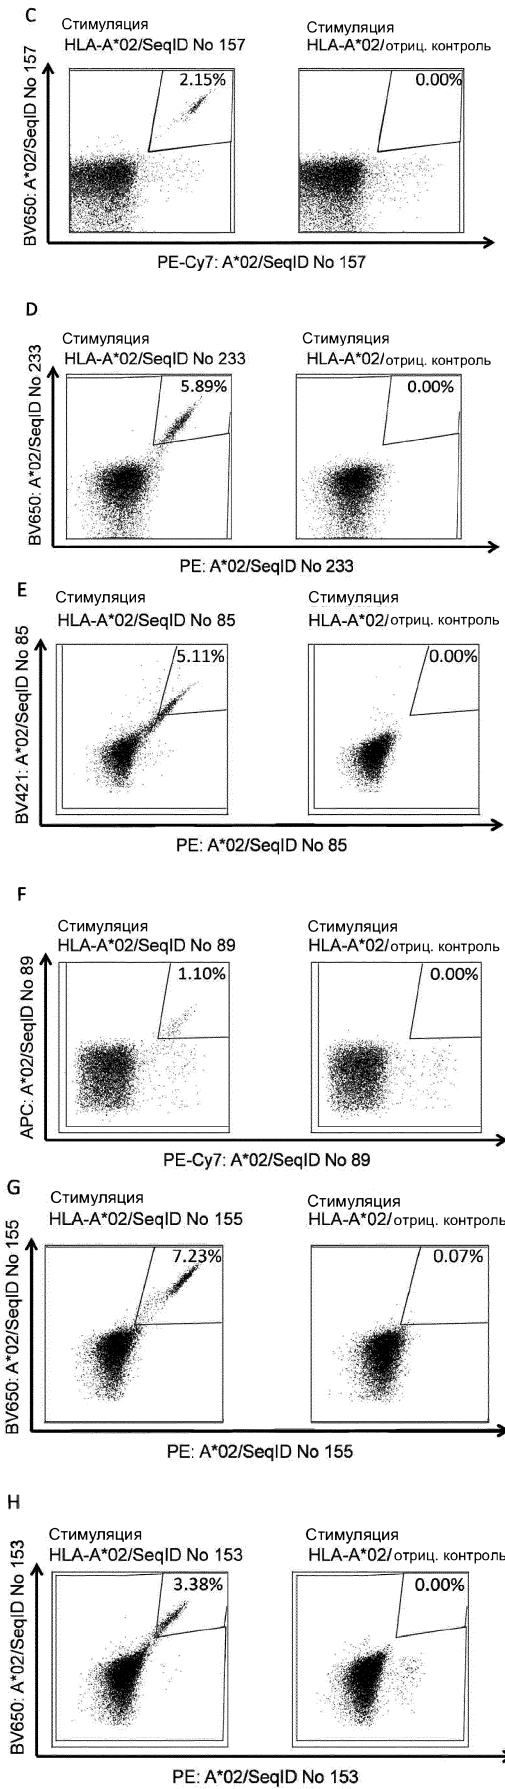 C
Стимуляция
HLA-A*02/SeqID No 157
Стимуляция
HLA-A*02/отриц. контроль
BV650: A*02/SeqID No 157
2.15%
0.00%
PE-Cy7: A*02/SeqID No 157
D
Стимуляция
HLA-A*02/SeqID No 233
Стимуляция
HLA-A*02/отриц. контроль
BV650: A*02/SeqID No 233
5.89%
0.00%
PE: A*02/SeqID No 233
E
Стимуляция
HLA-A*02/SeqID No 85
Стимуляция
HLA-A*02/отриц. контроль
BV421: A*02/SeqID No 85
5.11%
0.00%
PE: A*02/SeqID No 85
F
Стимуляция
HLA-A*02/SeqID No 89
Стимуляция
HLA-A*02/отриц. контроль
APC: A*02/SeqID No 89
1.10%
0.00%
PE-Cy7: A*02/SeqID No 89
G
Стимуляция
HLA-A*02/SeqID No 155
Стимуляция
HLA-A*02/отриц. контроль
BV650: A*02/SeqID No 155
7.23%
0.07%
PE: A*02/SeqID No 155
H
Стимуляция
HLA-A*02/SeqID No 153
Стимуляция
HLA-A*02/отриц. контроль
BV650: A*02/SeqID No 153
3.38%
0.00%
PE: A*02/SeqID No 153